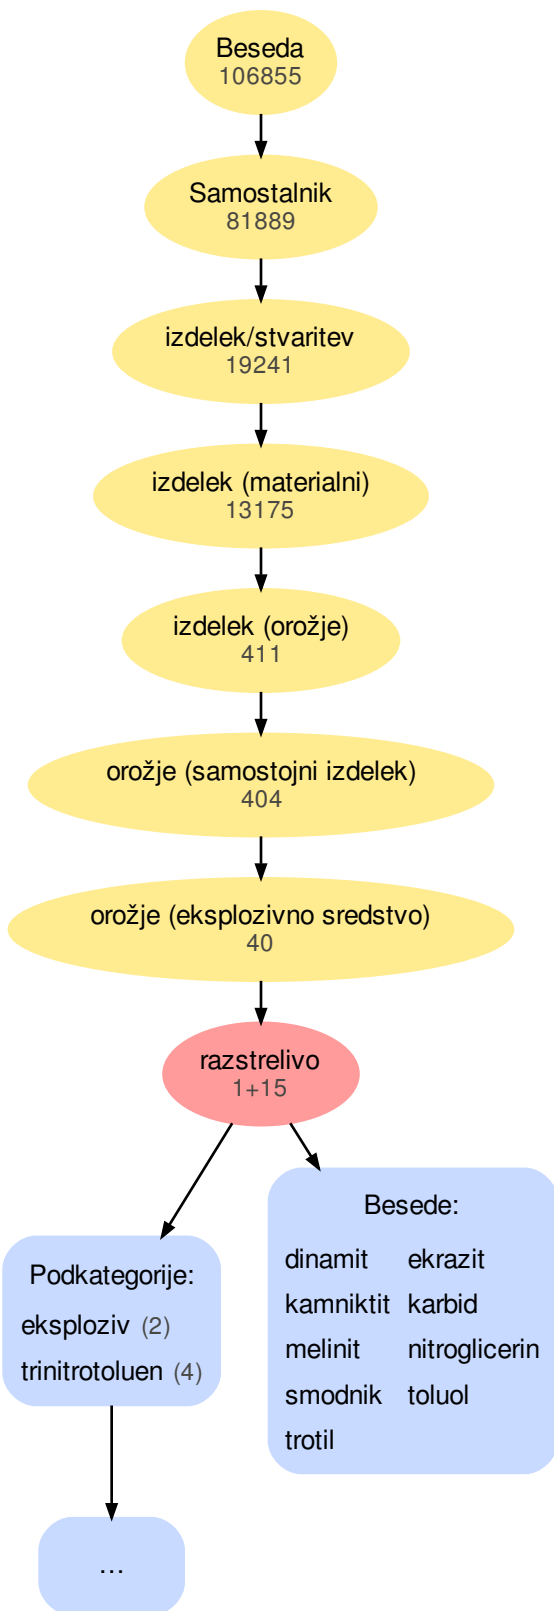 Beseda
106855
Samostalnik
81889
izdelek/stvaritev
19241
izdelek (materialni)
13175
izdelek (orožje)
411
orožje (samostojni izdelek)
404
orožje (eksplozivno sredstvo)
40
razstrelivo
1+15
Podkategorije:
eksploziv (2)
trinitrotoluen (4)
...
Besede:
dinamit ekrazit
kamniktit karbid
melinit nitroglicerin
smodnik toluol
trotil